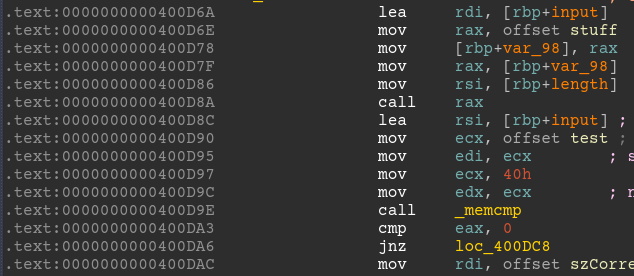 .text:0000000000400D6A lea rdi, [rbp+input]
.text:0000000000400D6E mov rax, offset stuff
.text:0000000000400D78 mov [rbp+var_98], rax
.text:0000000000400D7F mov rax, [rbp+var_98]
.text:0000000000400D86 mov rsi, [rbp+length]
.text:0000000000400D8A call rax
.text:0000000000400D8C lea rsi, [rbp+input] ;
.text:0000000000400D90 mov ecx, offset test ;
.text:0000000000400D95 mov edi, ecx ; s
.text:0000000000400D97 mov ecx, 40h
.text:0000000000400D9C mov edx, ecx ; n
.text:0000000000400D9E call _memcmp
.text:0000000000400DA3 cmp eax, 0
.text:0000000000400DA6 jnz loc_400DC8
.text:0000000000400DAC mov rdi, offset szCorre